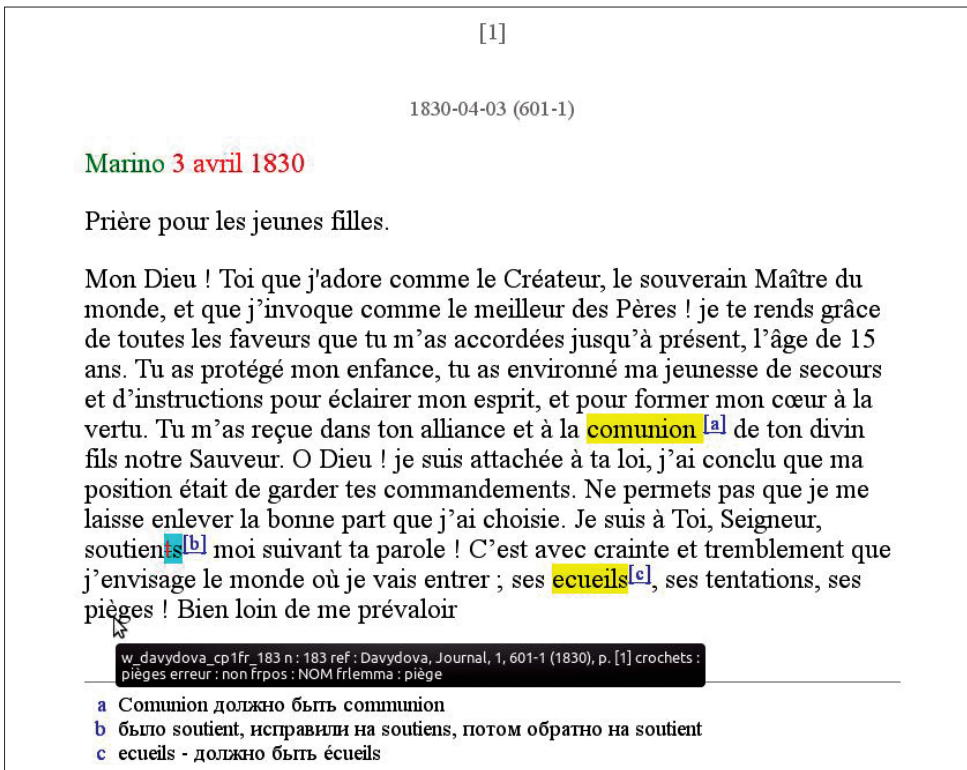 [1]
1830-04-03 (601-1)
Marino 3 avril 1830
Prière pour les jeunes filles.
Mon Dieu ! Toi que j'adore comme le Créateur, le souverain Maître du
monde, et que j’invoque comme le meilleur des Pères ! je te rends grâce
de toutes les faveurs que tu m’as accordées jusqu’à présent, l’âge de 15
ans. Tu as protégé mon enfance, tu as environné ma jeunesse de secours
et d’instructions pour éclairer mon esprit, et pour former mon cœur à la
vertu. Tu m’as reçue dans ton alliance et à la comunion [a] de ton divin
fils notre Sauveur. O Dieu ! je suis attachée à ta loi, j’ai conclu que ma
position était de garder tes commandements. Ne permets pas que je me
laisse enlever la bonne part que j’ai choisie. Je suis à Toi, Seigneur,
soutients[b] moi suivant ta parole ! C’est avec crainte et tremblement que
j’envisage le monde où je vais entrer ; ses ecueils[c], ses tentations, ses
pièges ! Bien loin de me prévaloir
w_davydova_cp1fr_183 n : 183 ref : Davydova, Journal, 1, 601-1 (1830), p. [1] crochets :
pièges erreur : non frpos : NOM frlemma : piège
a Comunion должно быть communion
b было soutient, исправили на soutiens, потом обратно на soutient
c ecueils - должно быть écueils